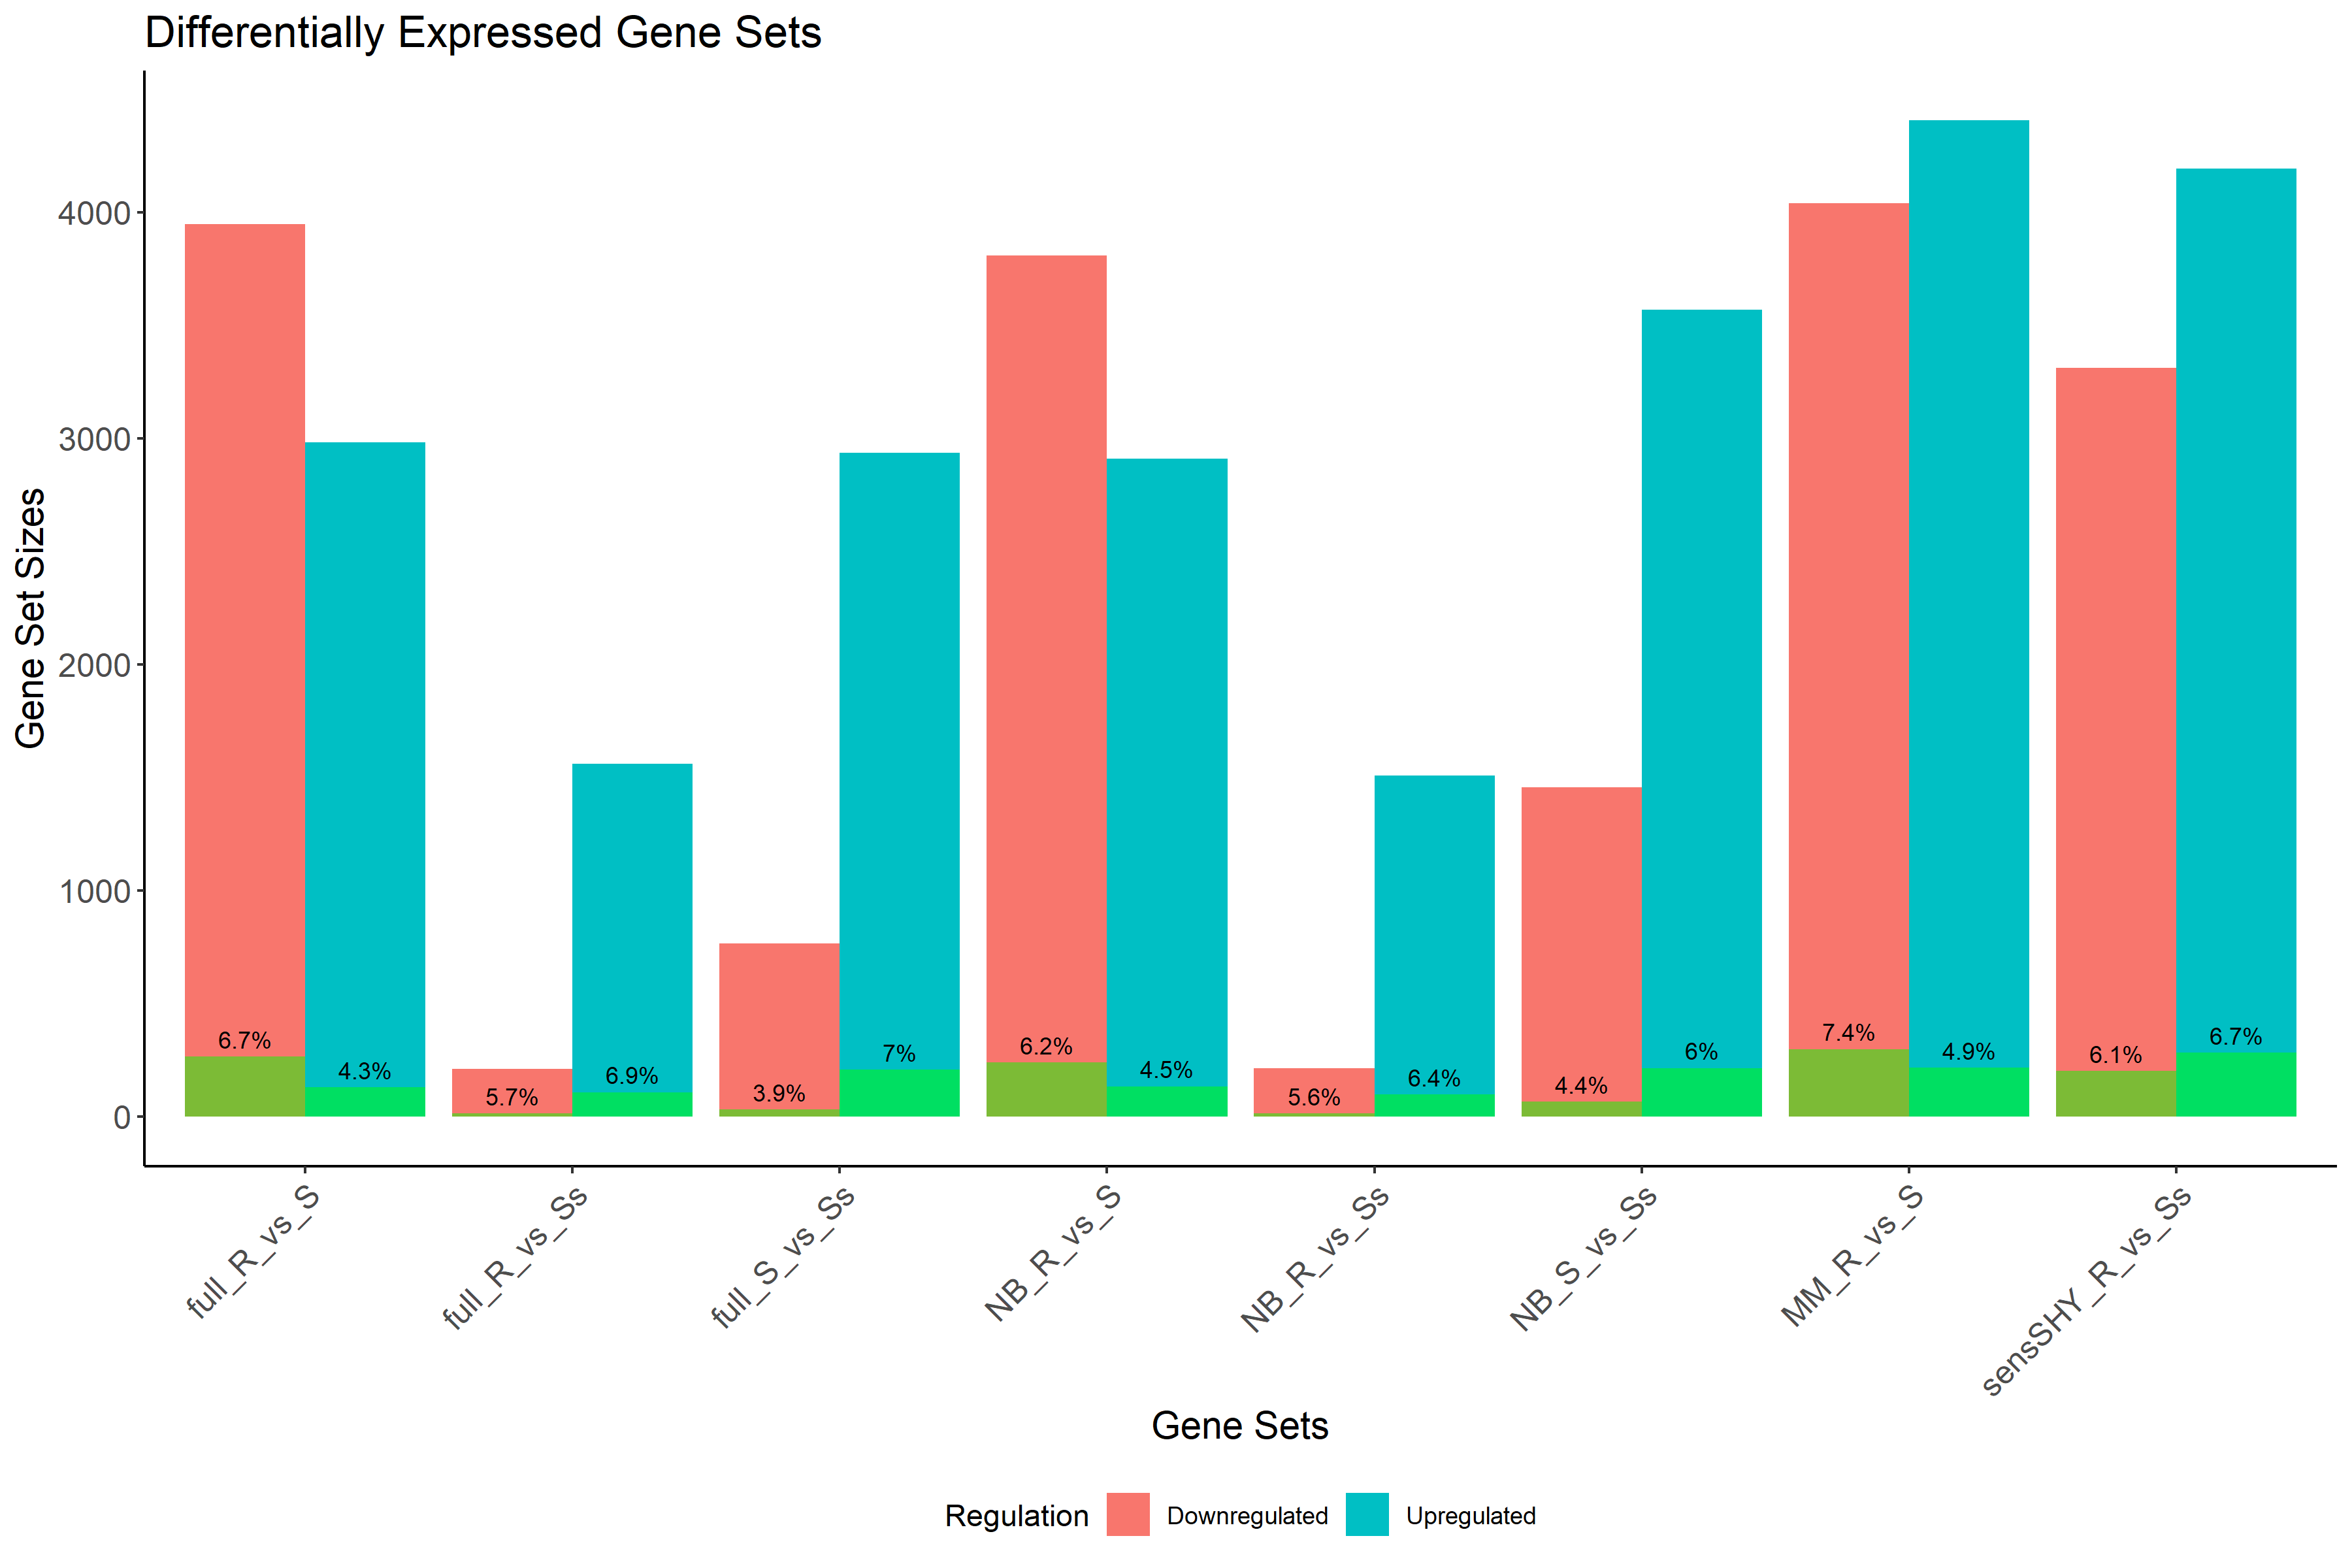 Differentially Expressed Gene Sets
Gene Set Sizes
4000
3000
2000
1000
0
6.7%
4.3%
5.7%
6.9%
3.9%
7%
6.2%
4.5%
5.6%
6.4%
4.4%
6%
7.4%
4.9%
6.1%
6.7%
full_R_vs_S
full_R_vs_Ss
full_S_vs_Ss
NB_R_vs_S
NB_R_vs_Ss
NB_S_vs_Ss
MM_R_vs_S
sensSHY_R_vs_Ss
Gene Sets
Regulation Downregulated Upregulated